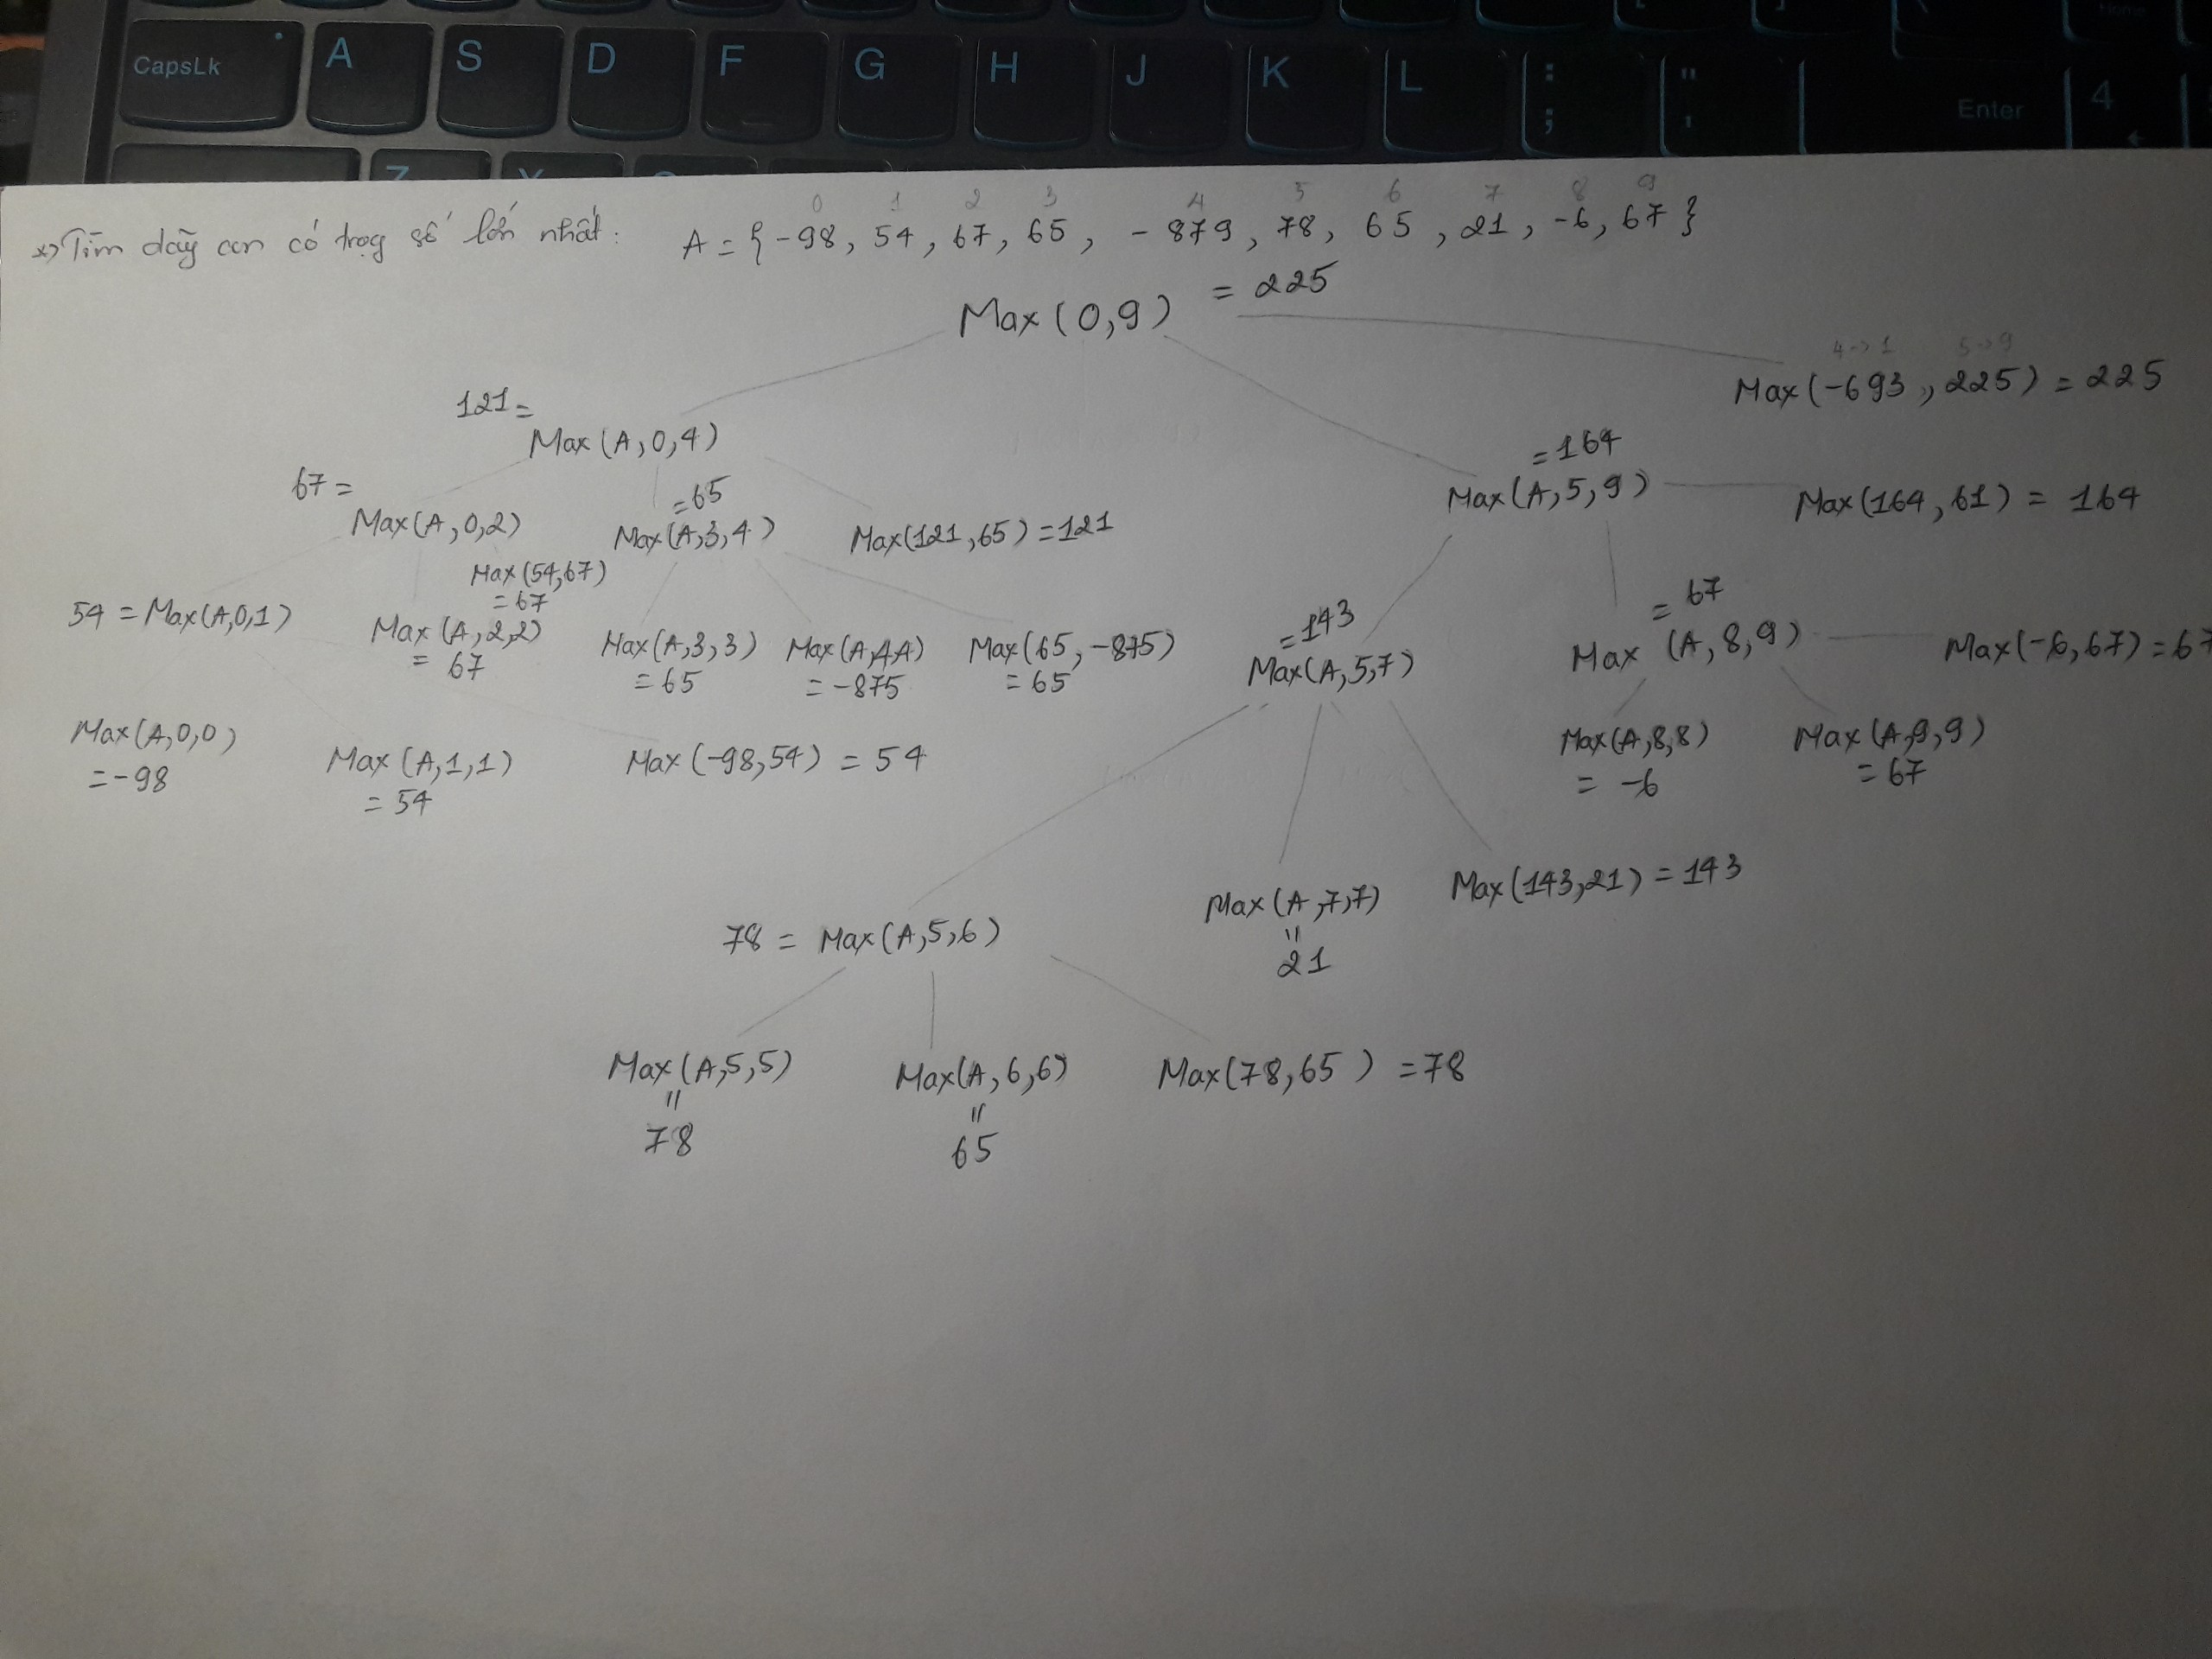 CapsLk A S D F G H J K L : ; " ' Enter 4
0 1 2 3 4 5 6 7 8 9
x) Tìm dãy con có trọg số lớn nhất: A = { -98, 54, 67, 65, - 879, 78, 65, 21, -6, 67 }
Max(0,9) = 225
4->1 5->9
Max(-693, 225) = 225
121 =
Max(A,0,4)
= 164
Max(A,5,9)
Max(164, 61) = 164
67 =
Max(A,0,2)
= 65
Max(A,3,4)
Max(121,65) = 121
Max(54,67)
= 67
54 = Max(A,0,1)
Max(A,2,2)
= 67
Max(A,3,3)
= 65
Max(A,4,4)
= -875
Max(65, -875)
= 65
= 143
Max(A,5,7)
= 67
Max (A, 8, 9)
Max(-6, 67) = 67
Max(A,0,0)
= -98
Max(A,1,1)
= 54
Max(-98,54) = 54
Max(A,8,8)
= -6
Max(A,9,9)
= 67
78 = Max(A,5,6)
Max(A,7,7)
=
21
Max(143,21) = 143
Max(A,5,5)
=
78
Max(A,6,6)
=
65
Max(78,65) = 78